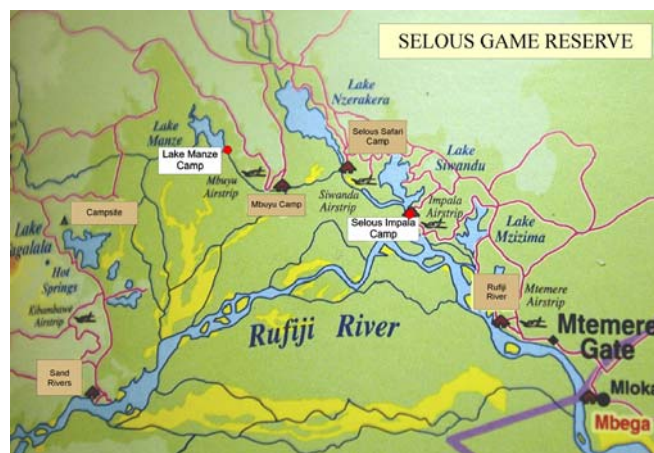 SELOUS GAME RESERVE
Lake
Nzerakera
Selous Safari
Camp
Lake
Manze
Lake Manze
Camp
Lake
Siwandu
Mbuyu
Airstrip
Mbuyu Camp
Siwanda
Airstrip
Impala
Airstrip
Selous Impala
Camp
Campsite
Lake
Mzizima
Lake
agalala
Hot
Springs
Kibambawe
Airstrip
Rufiji
River
Mtemere
Airstrip
Rufiji River
Mtemere
Gate
Sand
Rivers
Mloka
Mbega